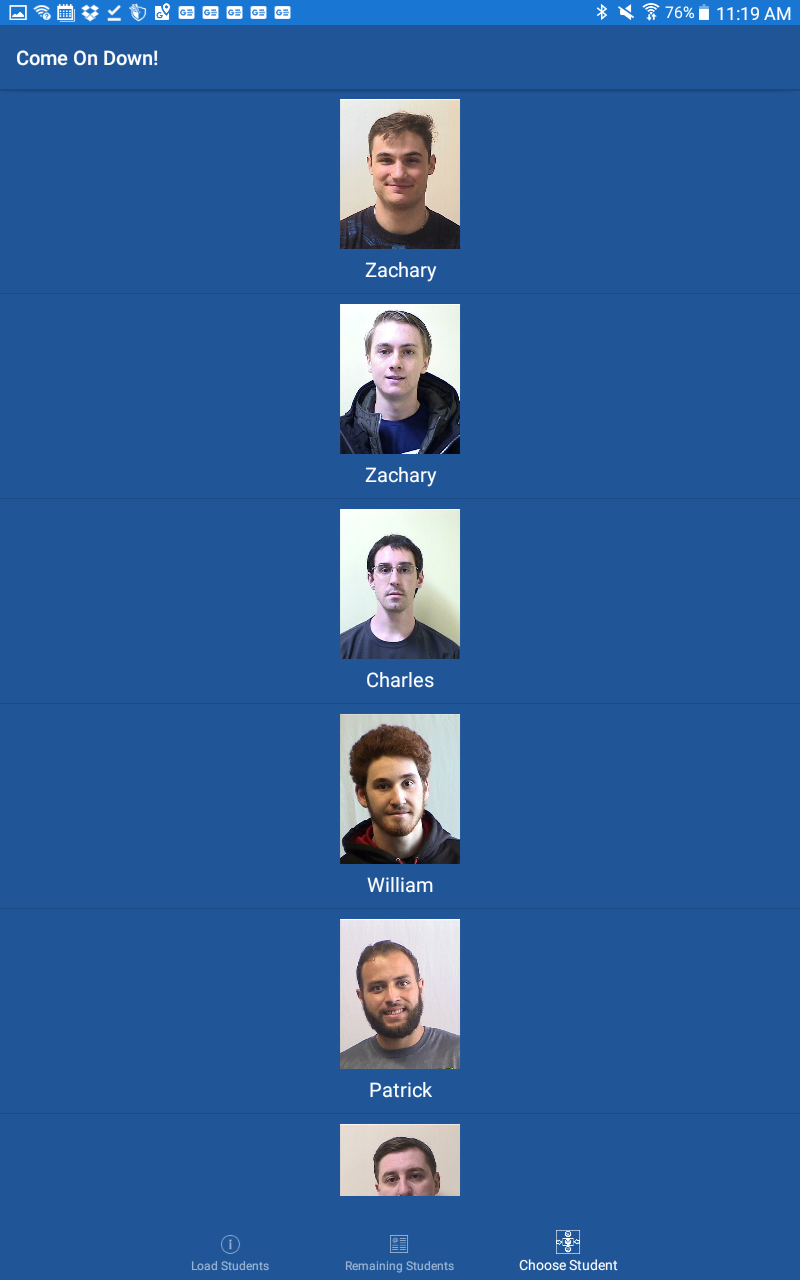 76% 11:19 AM
Come On Down!
Zachary
Zachary
Charles
William
Patrick
Load Students
Remaining Students
Choose Student